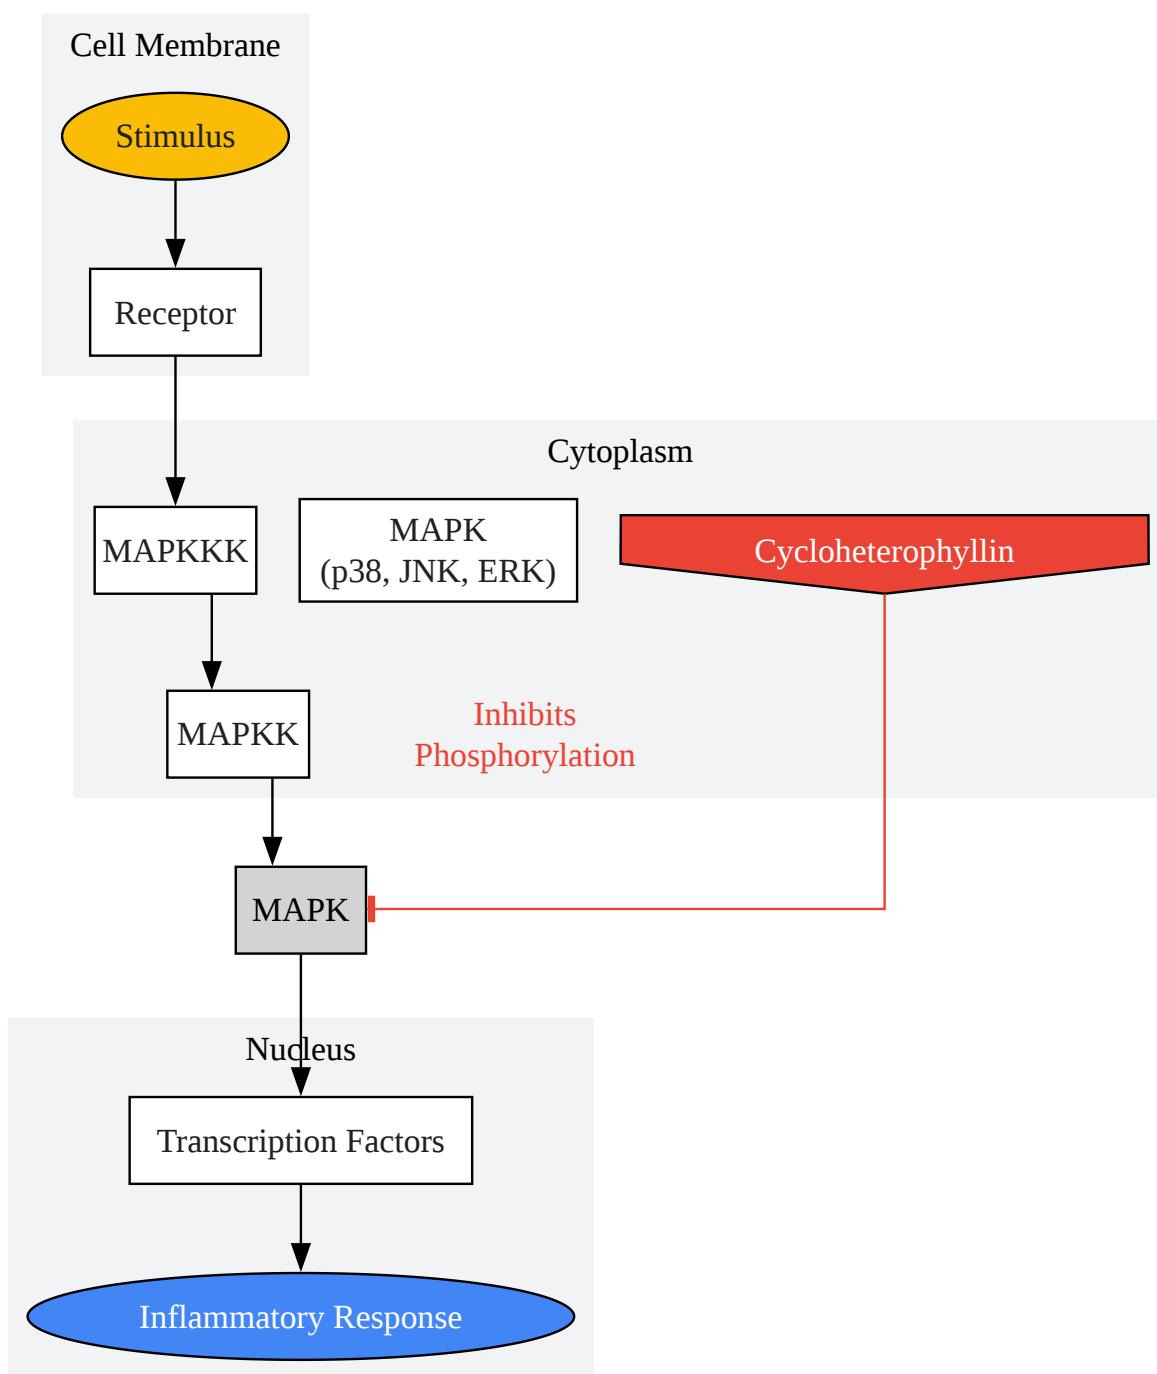 Cell Membrane
Stimulus
Receptor
Cytoplasm
MAPKKK
MAPK
(p38, JNK, ERK)
Cycloheterophyllin
MAPKK
Inhibits
Phosphorylation
MAPK
Nucleus
Transcription Factors
Inflammatory Response